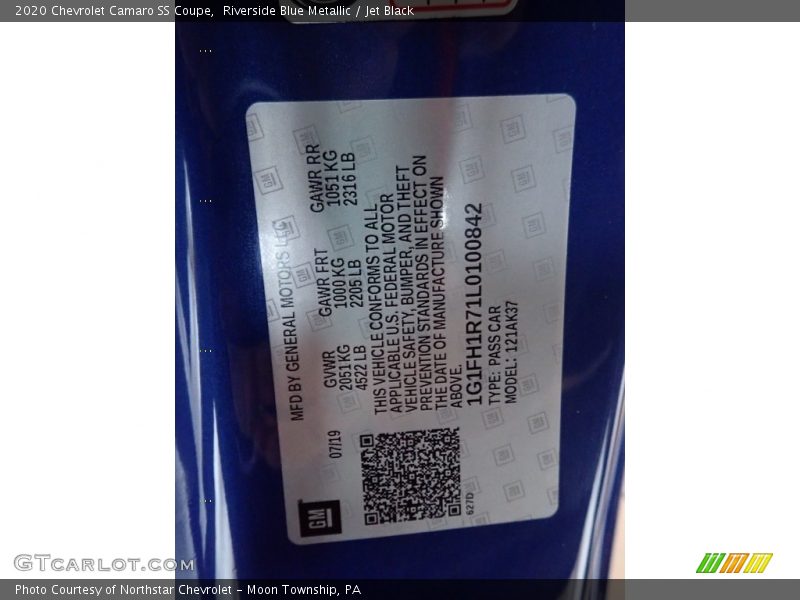 2020 Chevrolet Camaro SS Coupe,  Riverside Blue Metallic / Jet Black
MFD BY GENERAL MOTORS LLC
07/19
GVWR
2051 KG
4522 LB
GAWR FRT
1000 KG
2205 LB
GAWR RR
1051 KG
2316 LB
THIS VEHICLE CONFORMS TO ALL
APPLICABLE U.S. FEDERAL MOTOR
VEHICLE SAFETY, BUMPER, AND THEFT
PREVENTION STANDARDS IN EFFECT ON
THE DATE OF MANUFACTURE SHOWN
ABOVE.
1G1FH1R71L0100842
TYPE: PASS CAR
MODEL: 121AK37
GM
627D
GTcarlot.com
Photo Courtesy of Northstar Chevrolet – Moon Township, PA